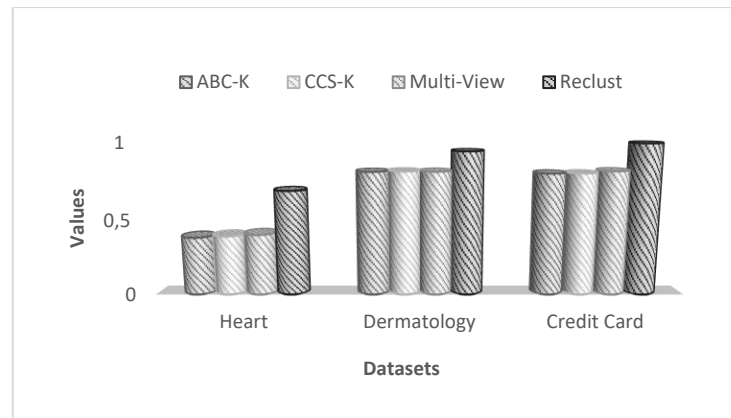 ABC-K CCS-K Multi-View Reclust
1
0,5
0
Values
Heart Dermatology Credit Card
Datasets